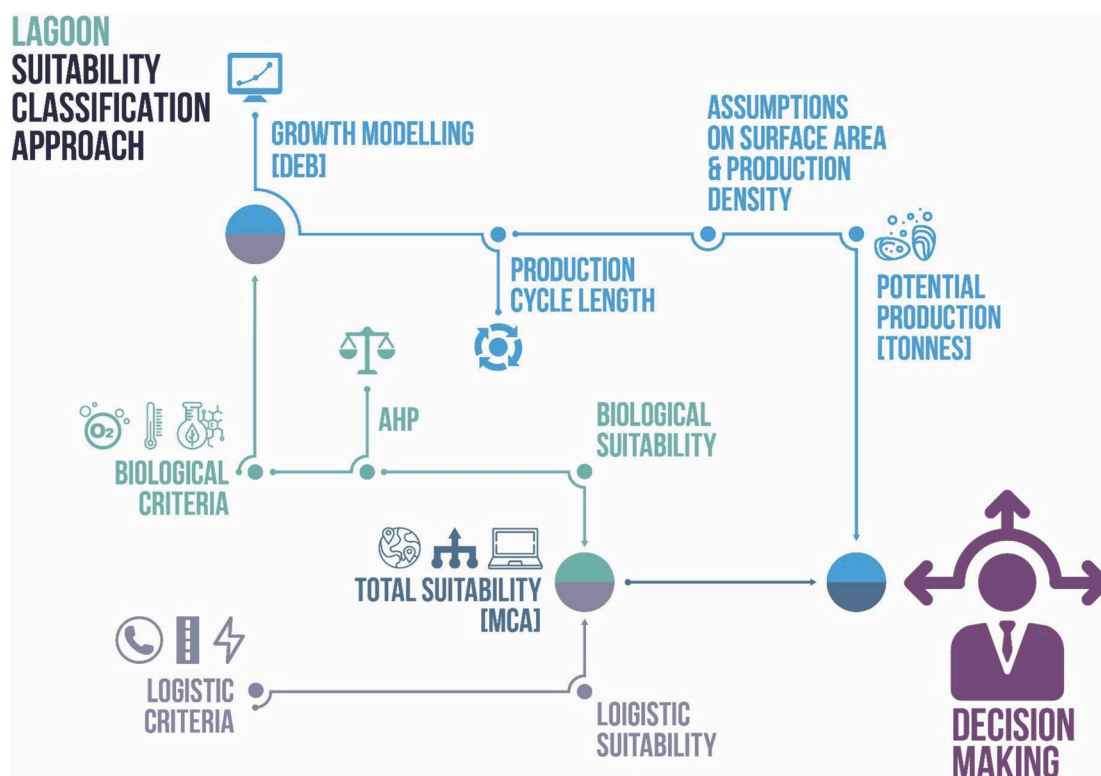 LAGOON
SUITABILITY
CLASSIFICATION
APPROACH
GROWTH MODELLING
[DEB]
ASSUMPTIONS
ON SURFACE AREA
& PRODUCTION
DENSITY
PRODUCTION
CYCLE LENGTH
POTENTIAL
PRODUCTION
[TONNES]
AHP
O2
BIOLOGICAL
CRITERIA
BIOLOGICAL
SUITABILITY
TOTAL SUITABILITY
[MCA]
LOGISTIC
CRITERIA
LOIGISTIC
SUITABILITY
DECISION
MAKING